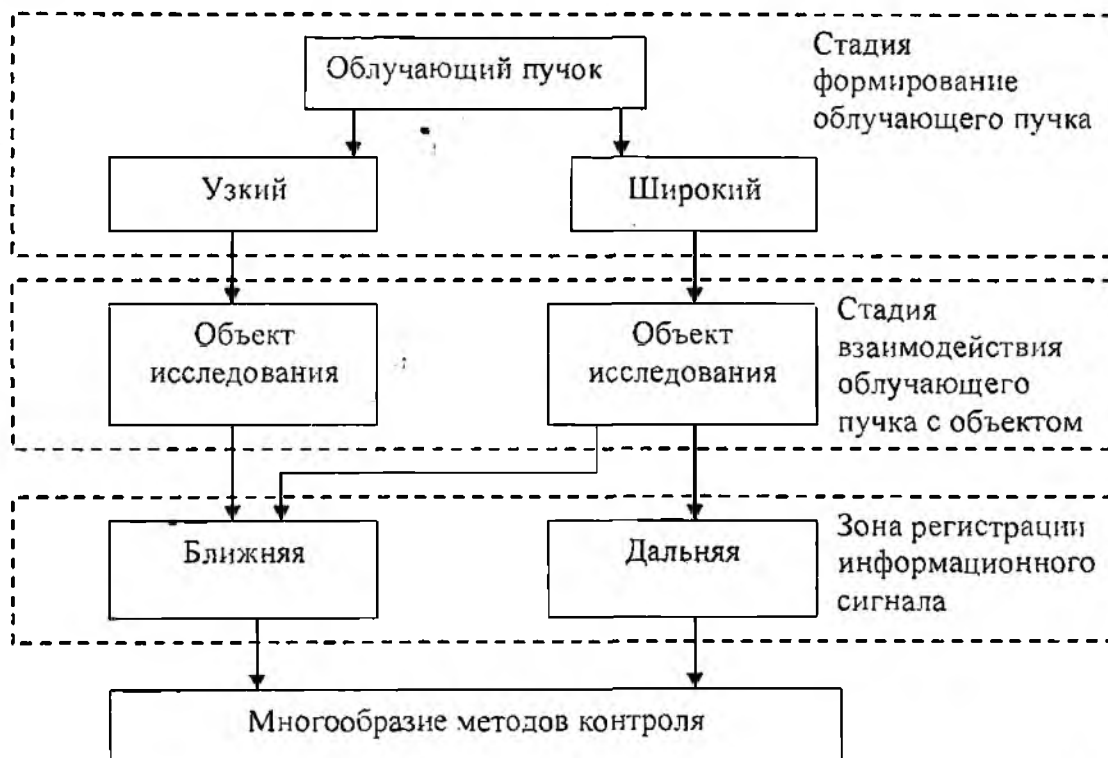 Облучающий пучок
Стадия
формирование
облучающего пучка
Узкий
Широкий
Объект
исследования
Объект
исследования
Стадия
взаимодействия
облучающего
пучка с объектом
Ближняя
Дальняя
Зона регистрации
информационного
сигнала
Многообразие методов контроля